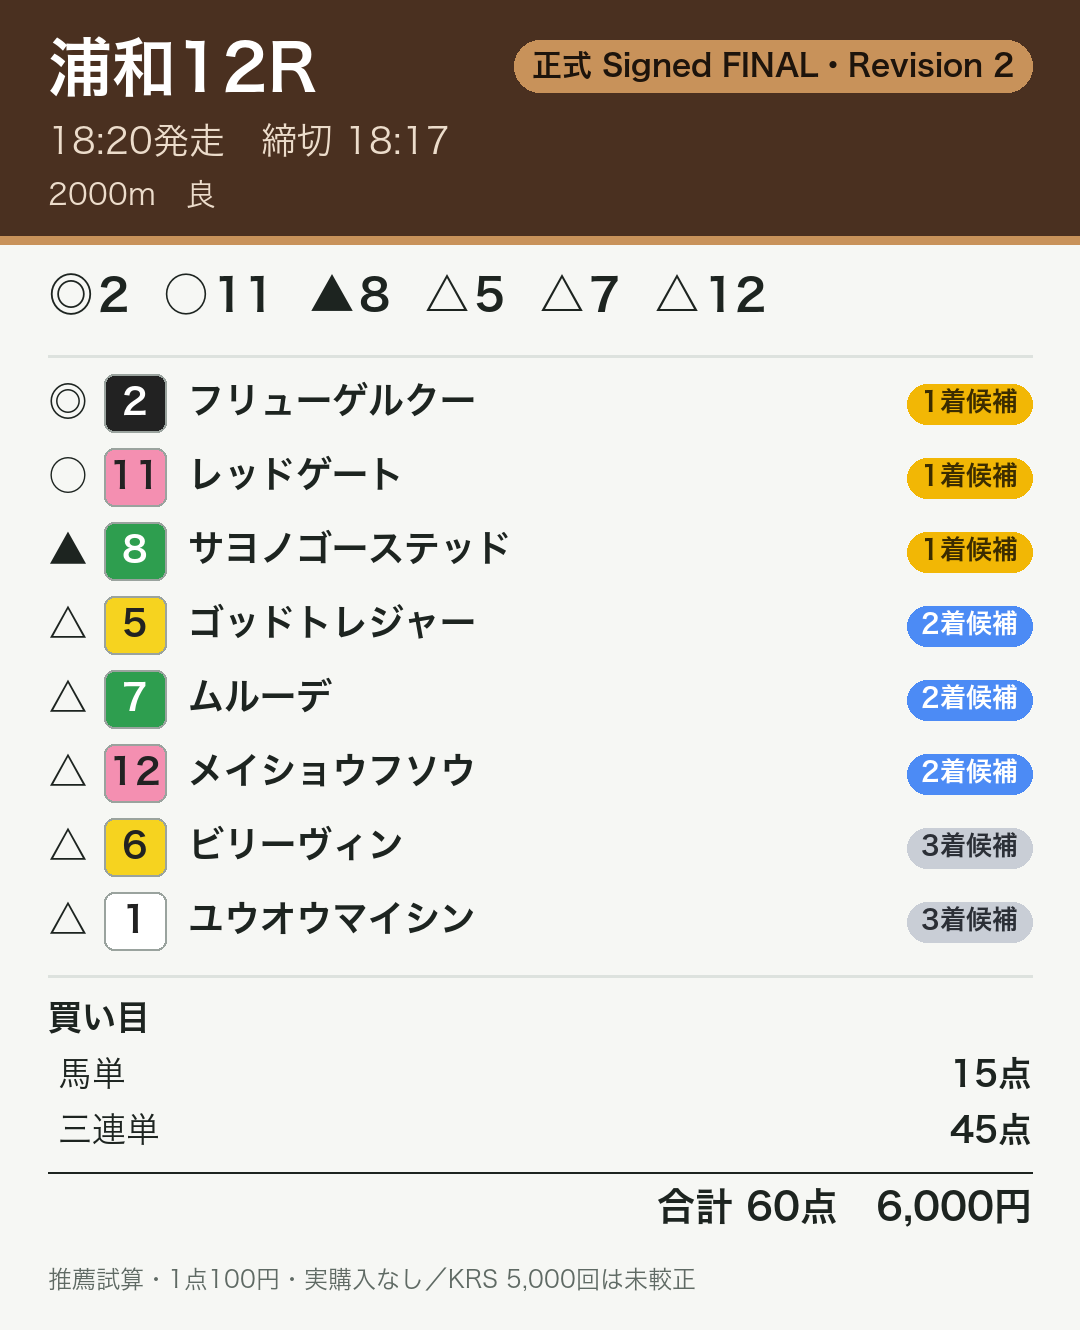 浦和12R
正式 Signed FINAL・Revision 2
18:20発走　締切 18:17
2000m　良
◎2 ○11 ▲8 △5 △7 △12
◎ 2 フリューゲルクー 1着候補
○ 11 レッドゲート 1着候補
▲ 8 サヨノゴーステッド 1着候補
△ 5 ゴッドトレジャー 2着候補
△ 7 ムルーデ 2着候補
△ 12 メイショウフソウ 2着候補
△ 6 ビリーヴィン 3着候補
△ 1 ユウオウマイシン 3着候補
買い目
馬単 15点
三連単 45点
合計 60点　6,000円
推薦試算・1点100円・実購入なし／KRS 5,000回は未較正